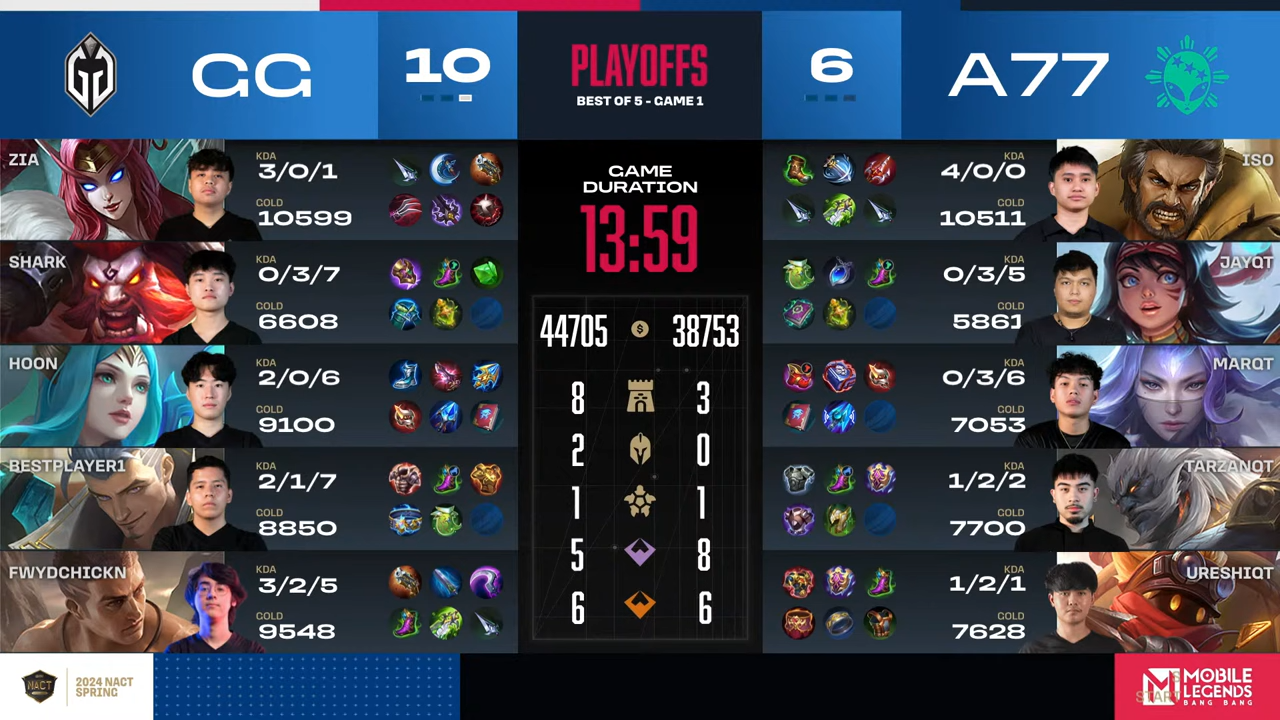 GG
10
PLAYOFFS
BEST OF 5 - GAME 1
6
A77
ZIA
KDA
3/0/1
GOLD
10599
SHARK
KDA
0/3/7
GOLD
6608
HOON
KDA
2/0/6
GOLD
9100
BESTPLAYER1
KDA
2/1/7
GOLD
8850
FWYDCHICKN
KDA
3/2/5
GOLD
9548
GAME
DURATION
13:59
44705 $ 38753
8 3
2 0
1 1
5 8
6 6
ISO
KDA
4/0/0
GOLD
10511
JAYQT
KDA
0/3/5
GOLD
5861
MARQT
KDA
0/3/6
GOLD
7053
TARZANQT
KDA
1/2/2
GOLD
7700
URESHIQT
KDA
1/2/1
GOLD
7628
NACT
2024 NACT
SPRING
MOBILE
LEGENDS
BANG BANG